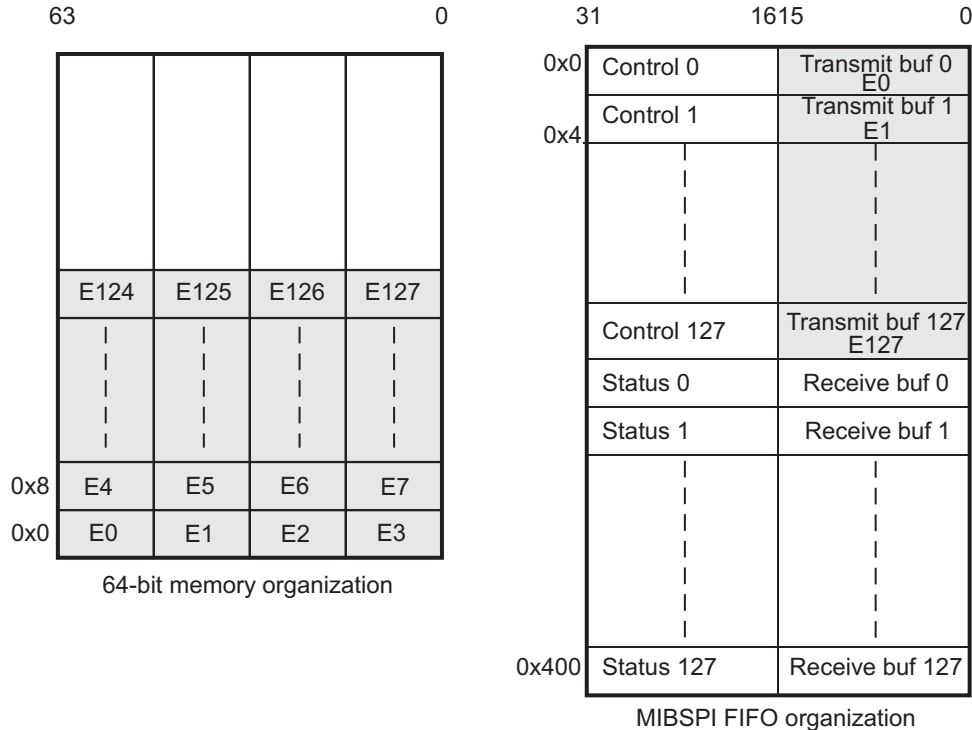 63 0
E124 E125 E126 E127
0x8 E4 E5 E6 E7
0x0 E0 E1 E2 E3
64-bit memory organization
31 1615 0
0x0 Control 0 Transmit buf 0
E0
Control 1 Transmit buf 1
0x4 E1
Control 127 Transmit buf 127
E127
Status 0 Receive buf 0
Status 1 Receive buf 1
0x400 Status 127 Receive buf 127
MIBSPI FIFO organization